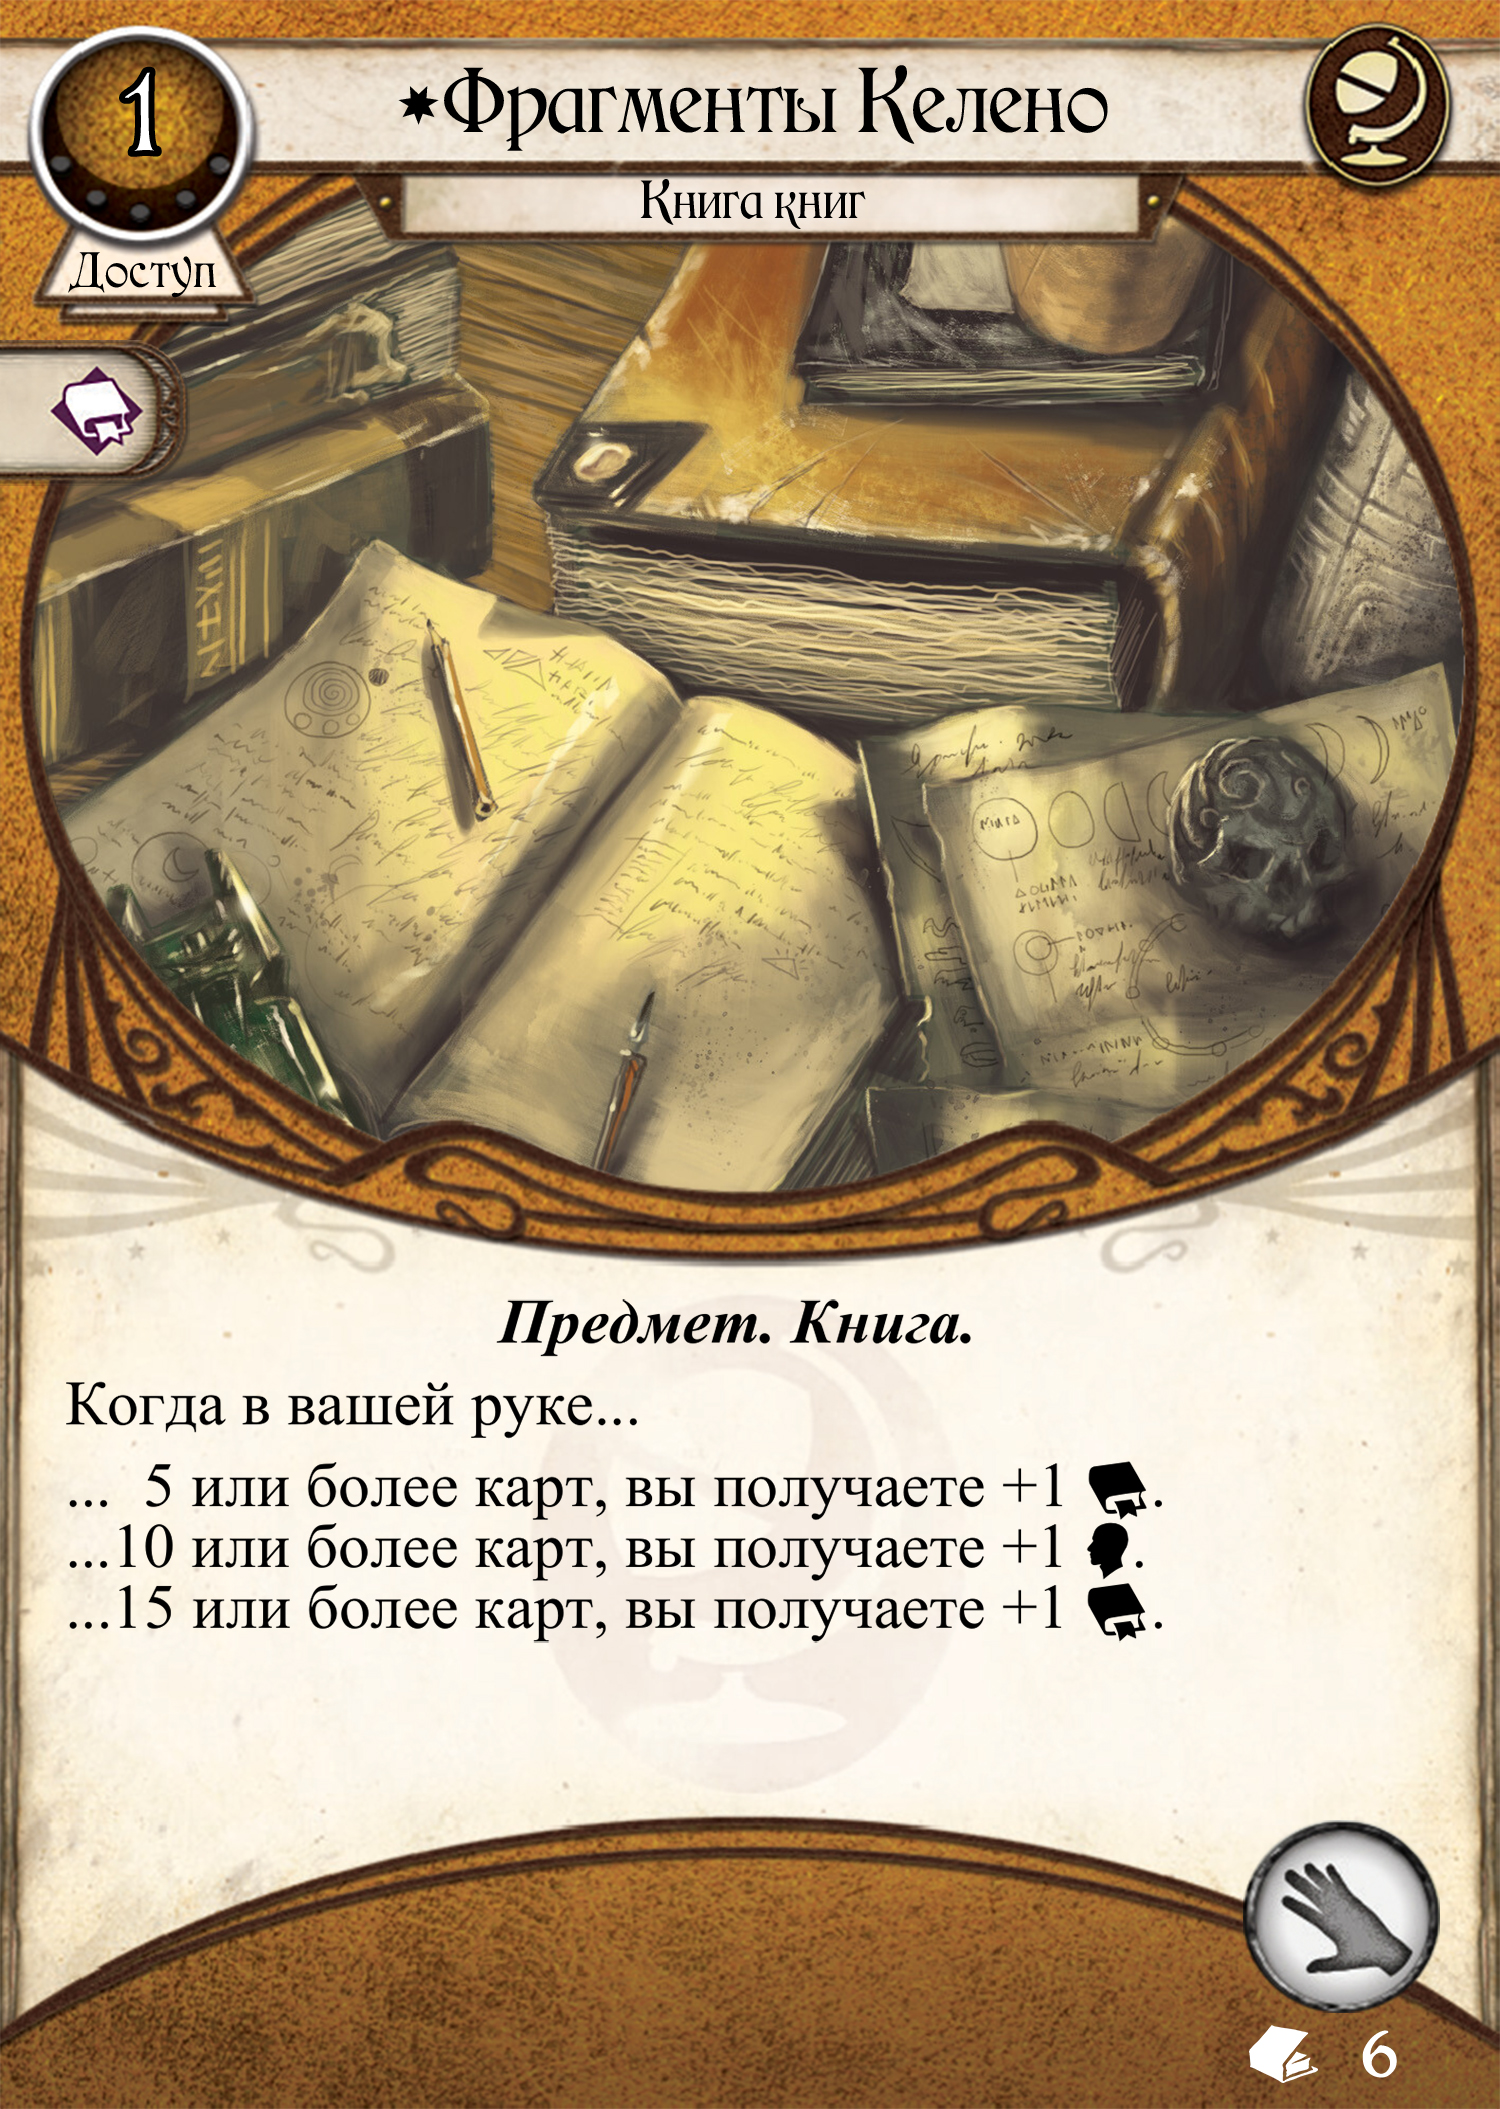 1
Фрагменты Келено
Книга книг
Доступ
Предмет. Книга.
Когда в вашей руке...
... 5 или более карт, вы получаете +1 .
...10 или более карт, вы получаете +1 .
...15 или более карт, вы получаете +1 .
6